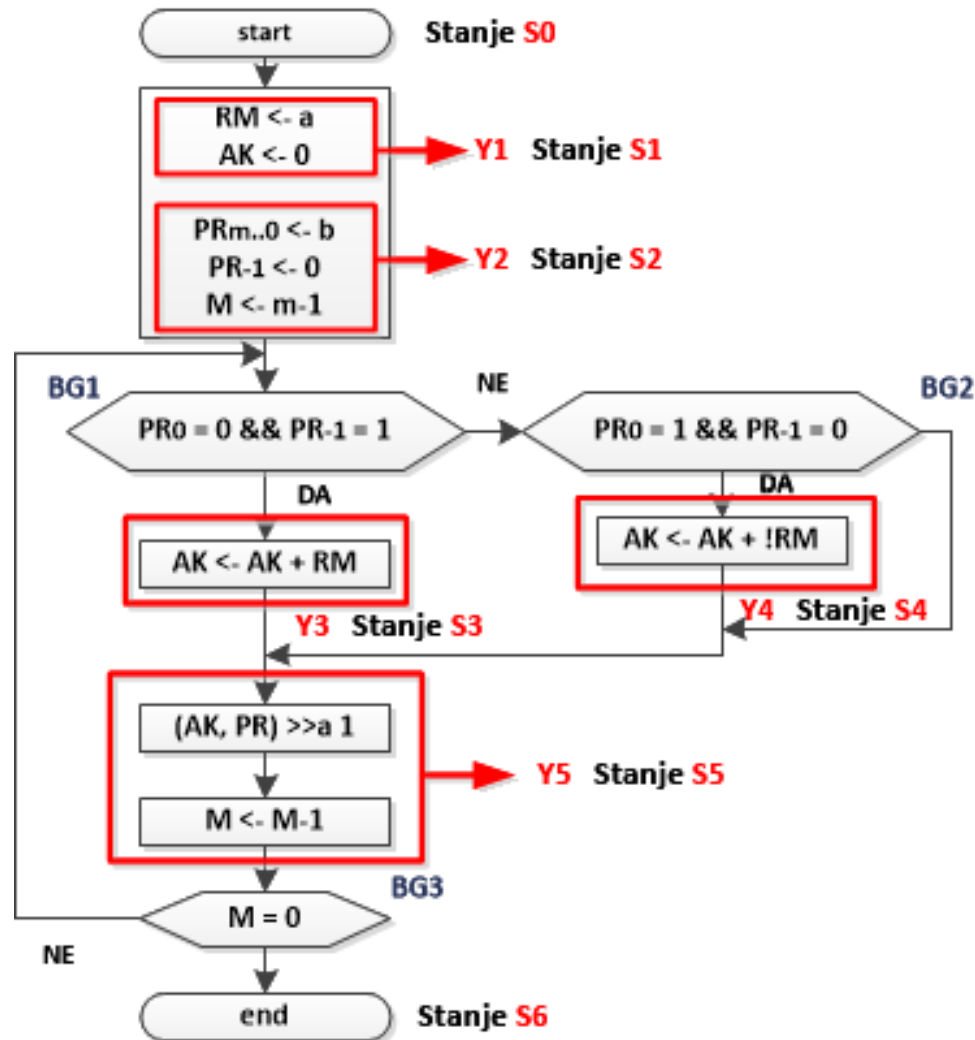 start Stanje S0
RM <- a
AK <- 0
Y1 Stanje S1
PRm..0 <- b
PR-1 <- 0
M <- m-1
Y2 Stanje S2
BG1
NE
BG2
PR0 = 0 && PR-1 = 1
PR0 = 1 && PR-1 = 0
DA
DA
AK <- AK + RM
AK <- AK + !RM
Y3 Stanje S3
Y4 Stanje S4
(AK, PR) >>a 1
M <- M-1
Y5 Stanje S5
BG3
M = 0
NE
end Stanje S6